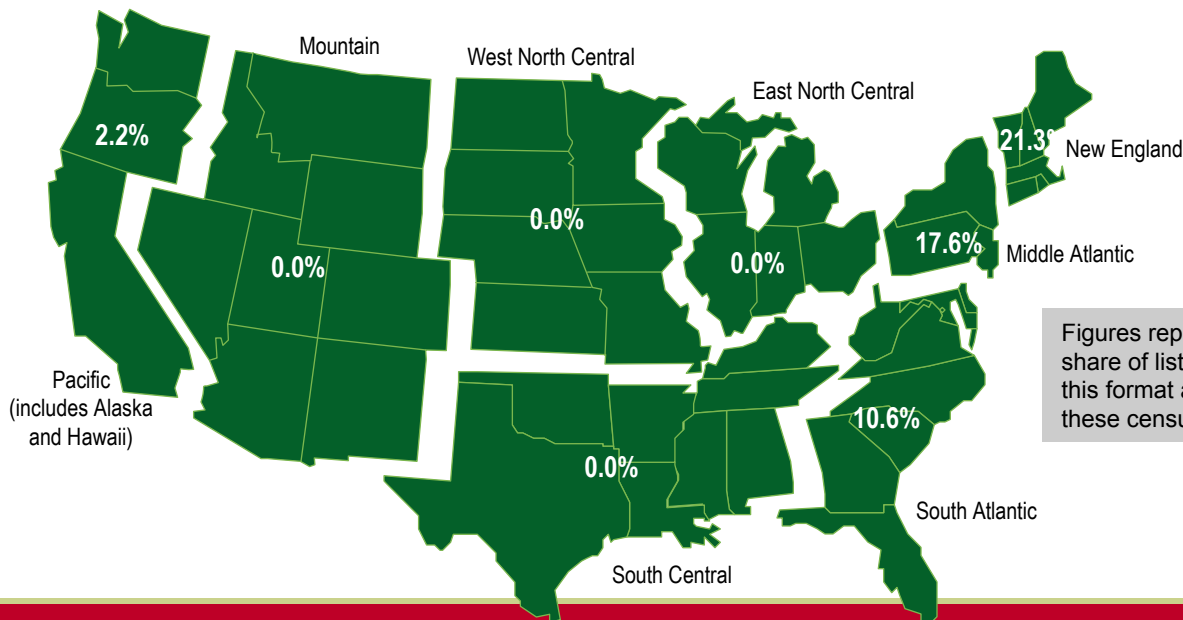 Mountain
West North Central
East North Central
2.2%
21.3%
New England
0.0%
17.6%
0.0%
0.0%
Middle Atlantic
Figures rep
share of list
this format a
these censu
Pacific
(includes Alaska
and Hawaii)
10.6%
0.0%
South Atlantic
South Central